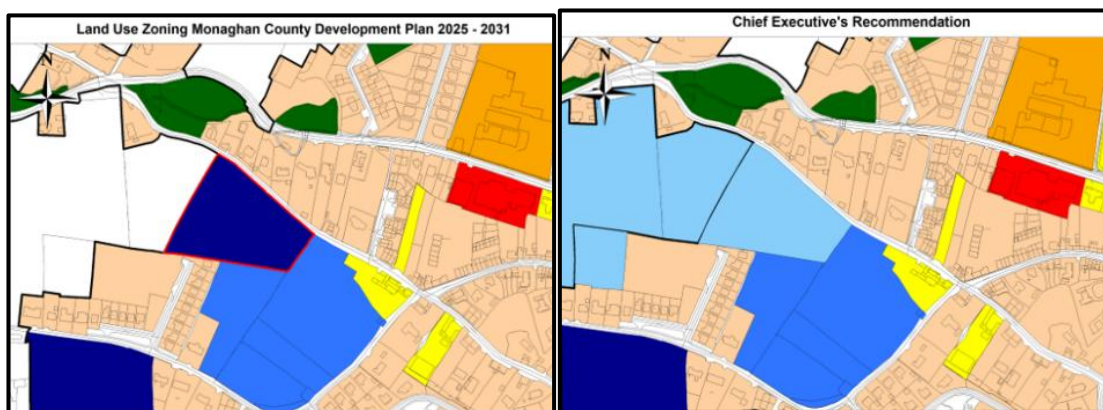 Land Use Zoning Monaghan County Development Plan 2025 - 2031
N
Chief Executive's Recommendation
N